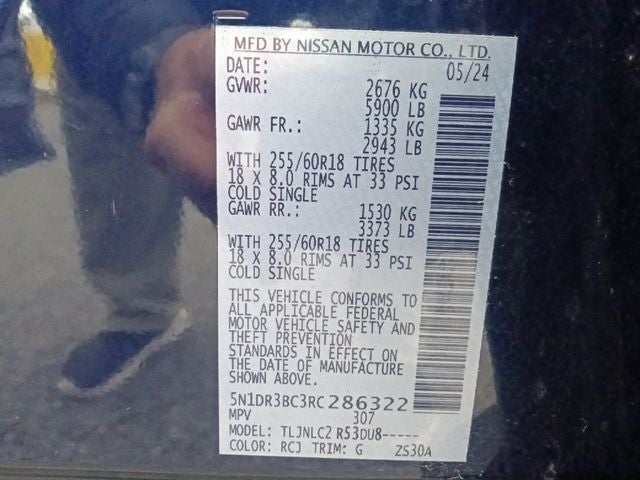 MFD BY NISSAN MOTOR CO., LTD.
DATE: 05/24
GVWR: 2676 KG
5900 LB
GAWR FR.: 1335 KG
2943 LB
WITH 255/60R18 TIRES
18 X 8.0 RIMS AT 33 PSI
COLD SINGLE
GAWR RR.: 1530 KG
3373 LB
WITH 255/60R18 TIRES
18 X 8.0 RIMS AT 33 PSI
COLD SINGLE
THIS VEHICLE CONFORMS TO
ALL APPLICABLE FEDERAL
MOTOR VEHICLE SAFETY AND
THEFT PREVENTION
STANDARDS IN EFFECT ON
THE DATE OF MANUFACTURE
SHOWN ABOVE.
5N1DR3BC3RC286322
MPV 307
MODEL: TLJNLC2 R53DU8-----
COLOR: RCJ TRIM: G ZS30A